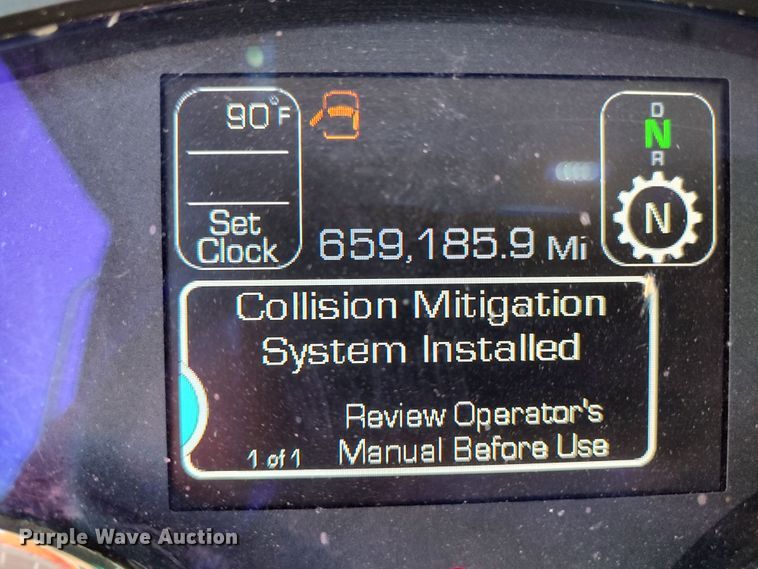 90°F
Set
Clock
659,185.9 Mi
D
N
R
N
Collision Mitigation
System Installed
Review Operator's
1 of 1 Manual Before Use
Purple Wave Auction